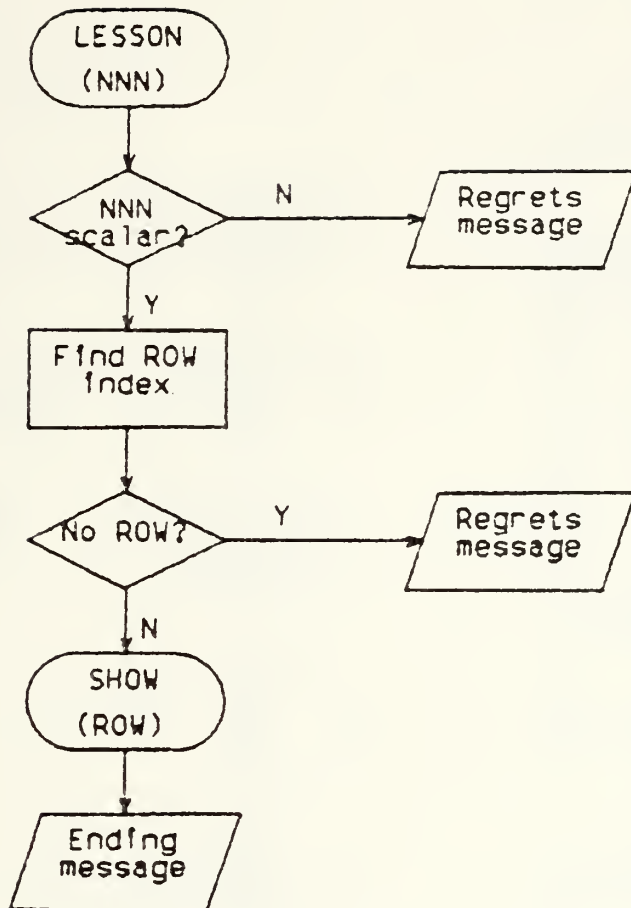 LESSON
(NNN)
NNN
scalar?
N
Regrets
message
Y
Find ROW
index
No ROW?
Y
Regrets
message
N
SHOW
(ROW)
Ending
message